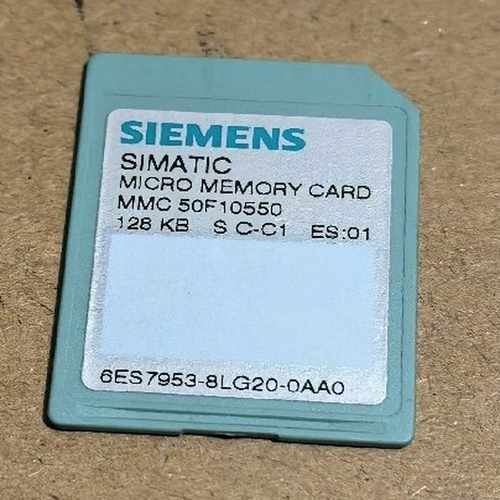 SIEMENS
SIMATIC
MICRO MEMORY CARD
MMC 50F10550
128 KB S C-C1 ES:01
6ES7953-8LG20-0AA0